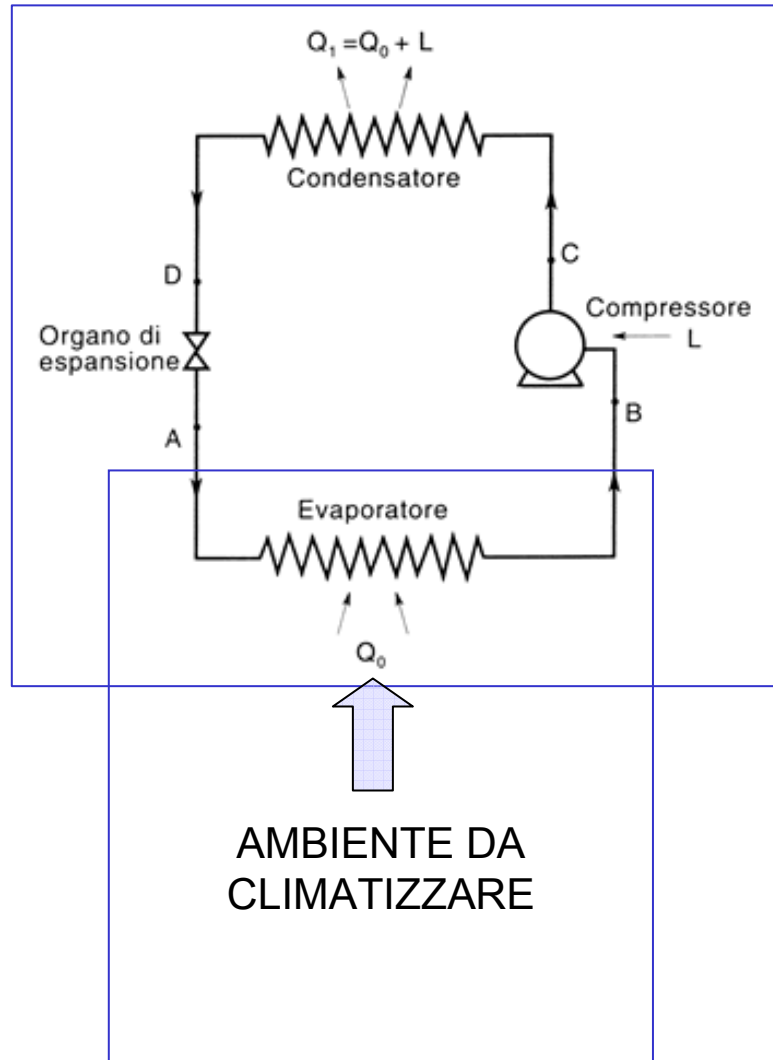 Q₁ =Q₀ + L
Condensatore
D
C
Organo di
espansione
Compressore
L
B
A
Evaporatore
Q₀
AMBIENTE DA
CLIMATIZZARE